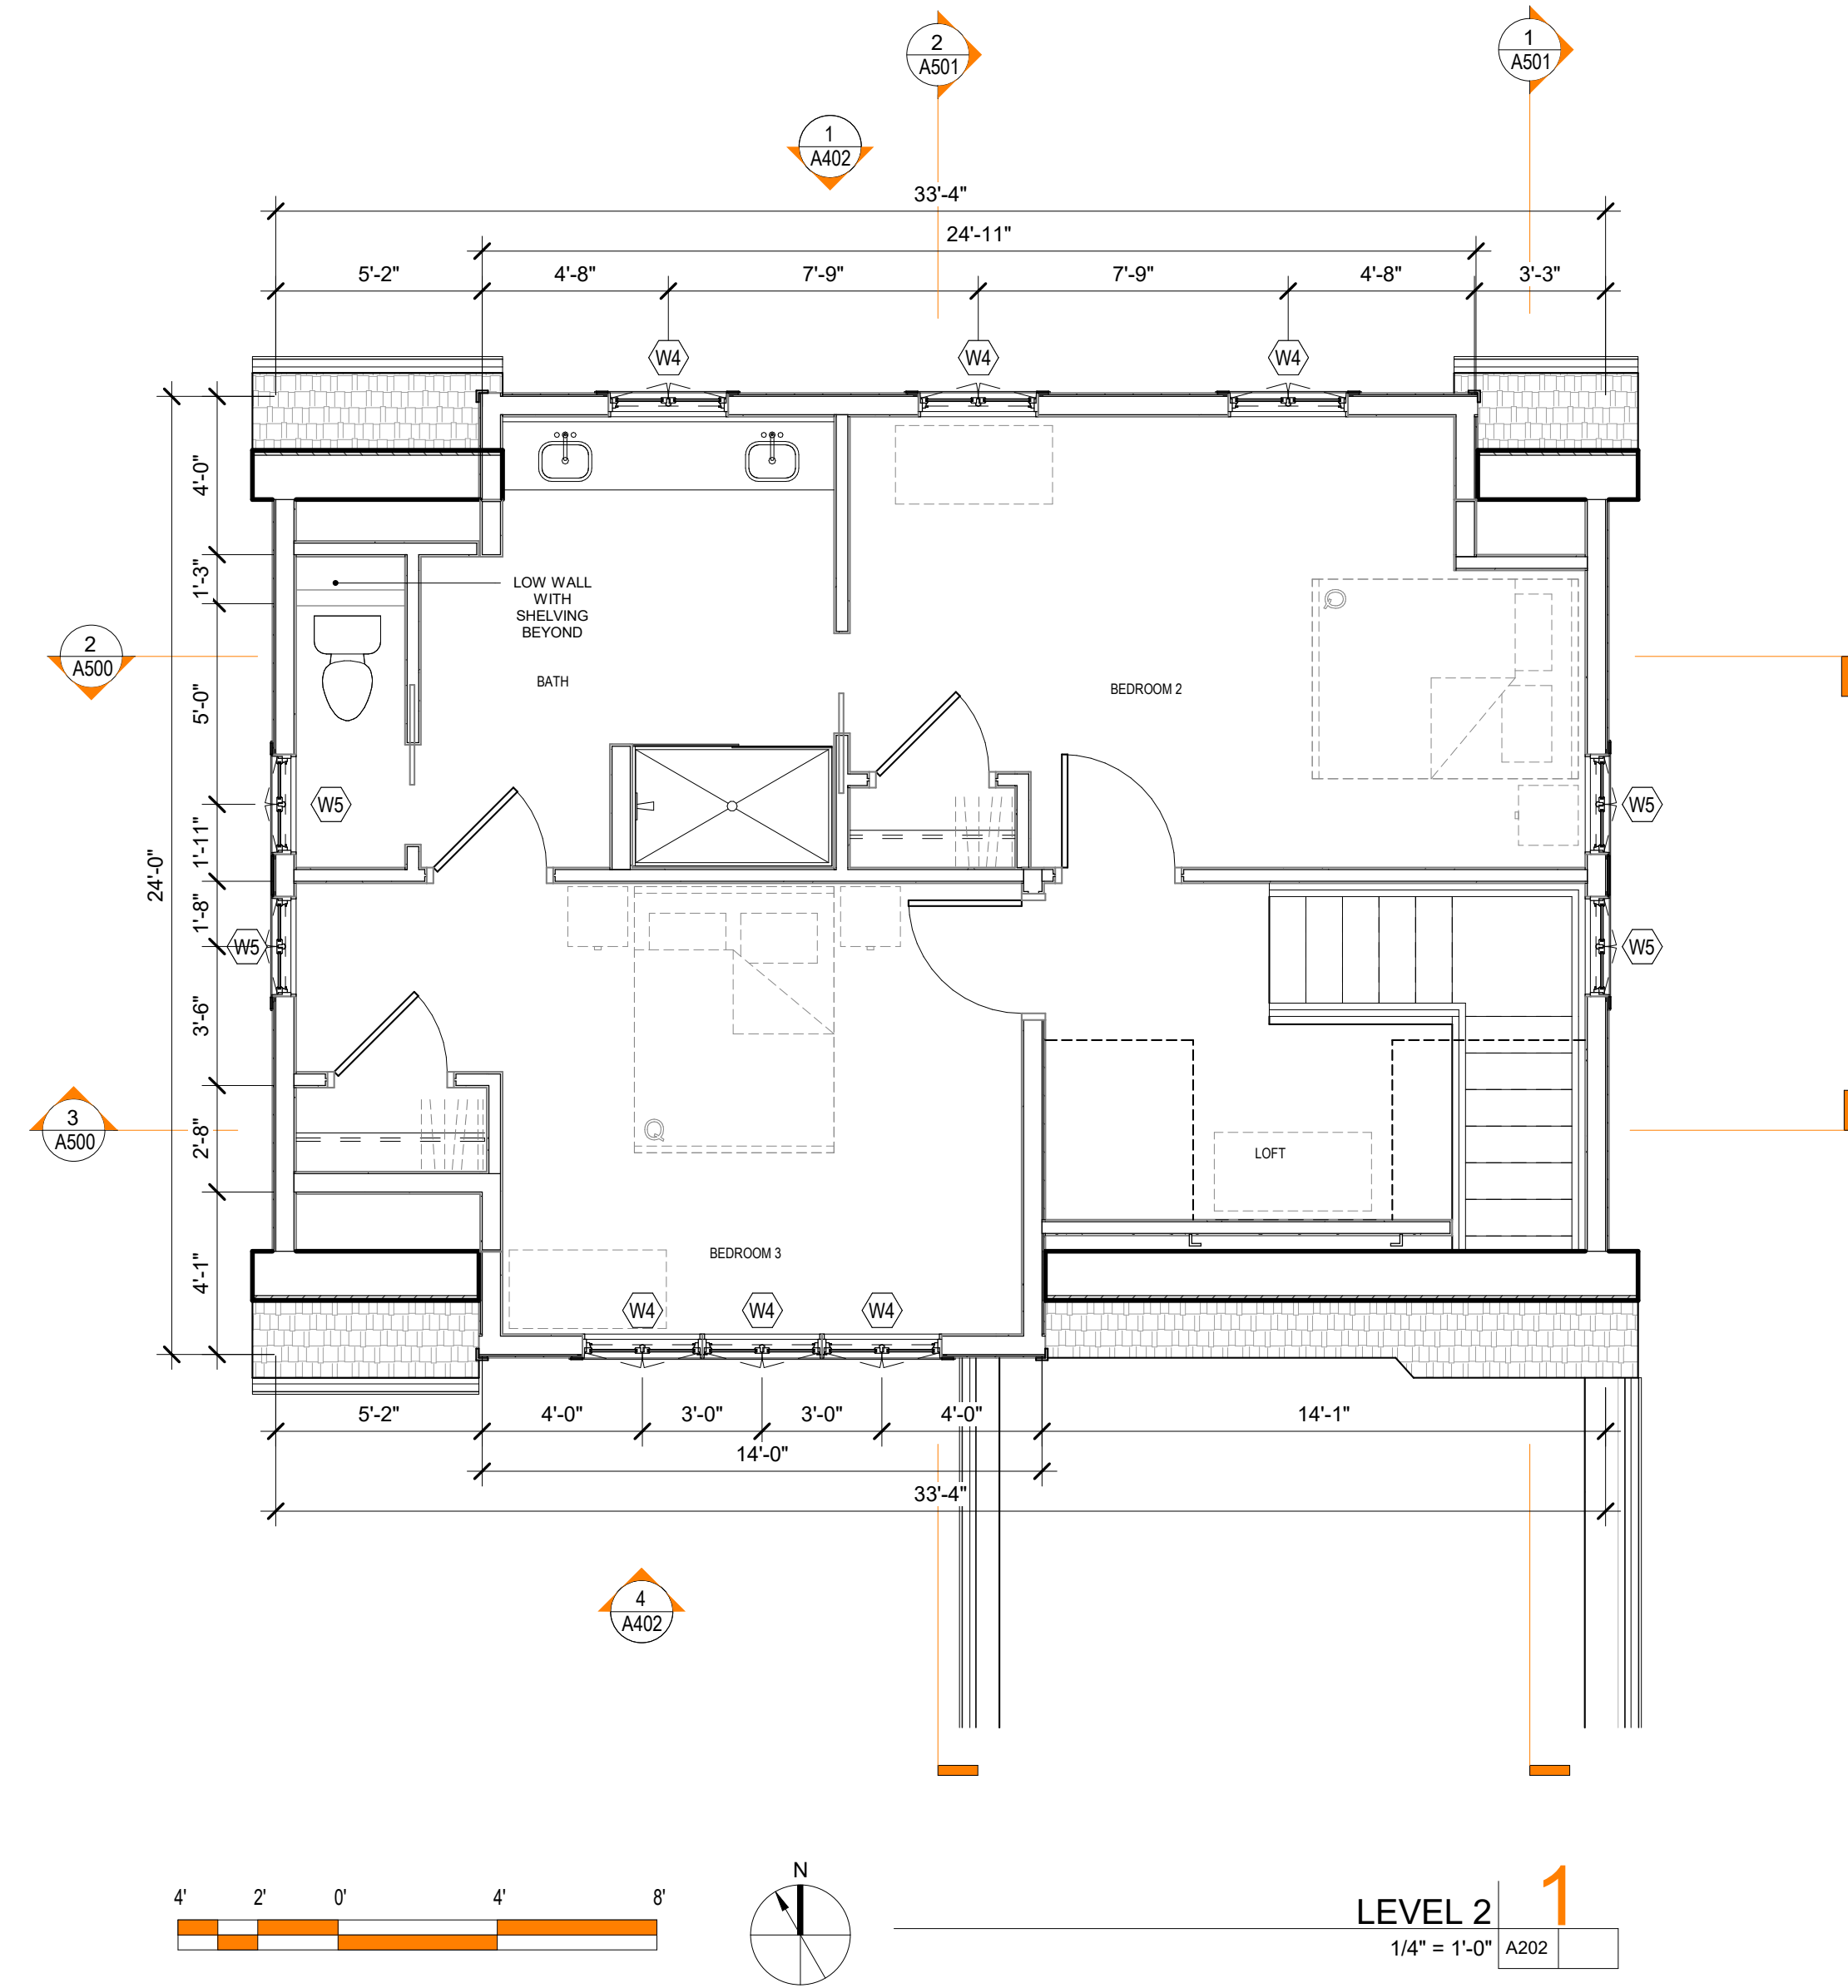 2
A501
1
A501
1
A402
33'-4"
24'-11"
5'-2"
4'-8"
7'-9"
7'-9"
4'-8"
3'-3"
W4
W4
W4
4'-0"
1'-3"
LOW WALL
WITH
SHELVING
BEYOND
Q
2
A500
BATH
BEDROOM 2
5'-0"
W5
W5
1'-11"
24'-0"
1'-8"
W5
W5
3'-6"
3
A500
Q
2'-8"
LOFT
BEDROOM 3
4'-1"
W4
W4
W4
5'-2"
4'-0"
3'-0"
3'-0"
4'-0"
14'-1"
14'-0"
33'-4"
4
A402
4'
2'
0'
4'
8'
N
LEVEL 2
1
1/4" = 1'-0"
A202